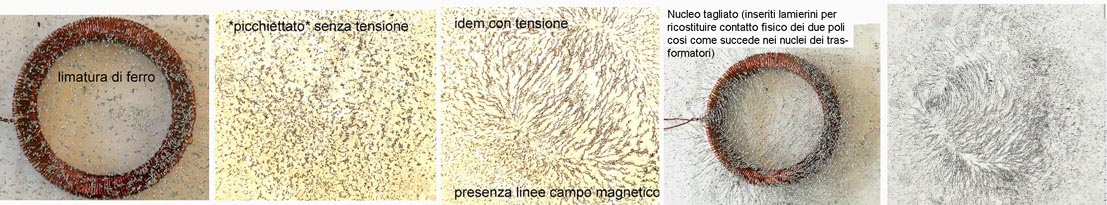 limatura di ferro
*picchiettato* senza tensione
idem con tensione
presenza linee campo magnetico
Nucleo tagliato (inseriti lamierini per
ricostituire contatto fisico dei due poli
così come succede nei nuclei dei tras-
formatori)